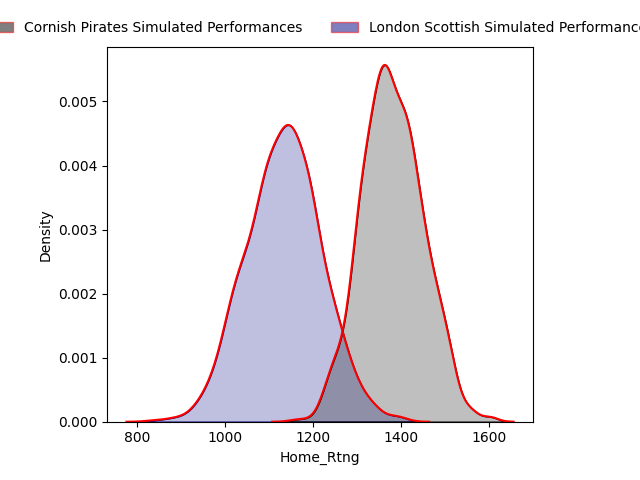 Cornish Pirates Simulated Performances
London Scottish Simulated Performanc
0.005
0.004
0.003
0.002
0.001
0.000
Density
800 1000 1200 1400 1600
Home_Rtng